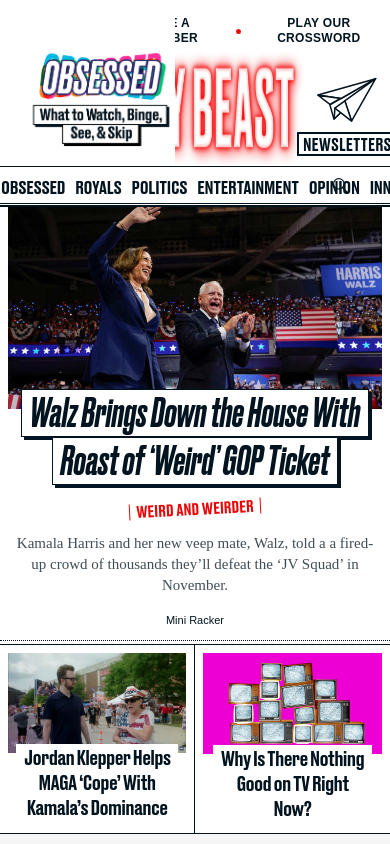 E A
BER
PLAY OUR
CROSSWORD
OBSESSED
What to Watch, Binge,
See, & Skip
Y BEAST
NEWSLETTERS
OBSESSED ROYALS POLITICS ENTERTAINMENT OPINION INN
HARRIS
WALZ
Walz Brings Down the House With
Roast of ‘Weird’ GOP Ticket
WEIRD AND WEIRDER
Kamala Harris and her new veep mate, Walz, told a a fired-
up crowd of thousands they’ll defeat the ‘JV Squad’ in
November.
Mini Racker
Jordan Klepper Helps
MAGA ‘Cope’ With
Kamala’s Dominance
Why Is There Nothing
Good on TV Right
Now?